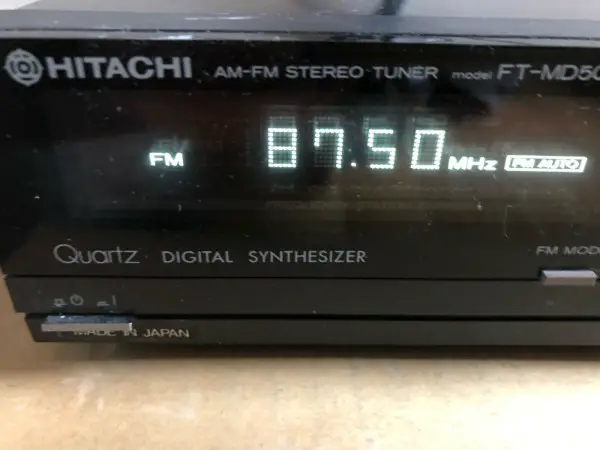 HITACHI AM-FM STEREO TUNER model FT-MD50
FM 87.50 MHz FM AUTO
Quartz DIGITAL SYNTHESIZER
FM MOD
MADE IN JAPAN